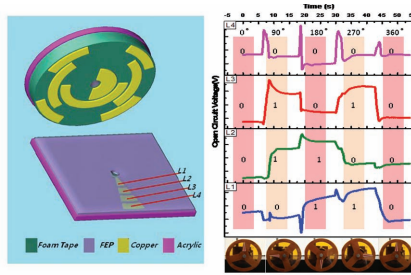 L1
L2
L3
L4
Foam Tape FEP Copper Acrylic
Time (s)
-5 0 5 10 15 20 25 30 35 40 45 50
0° 90° 180° 270° 360°
Open Circuit Voltage(V)
L4
0 0 0 0 0
L3
0 1 0 1 0
L2
0 1 1 0 0
L1
0 0 1 1 0